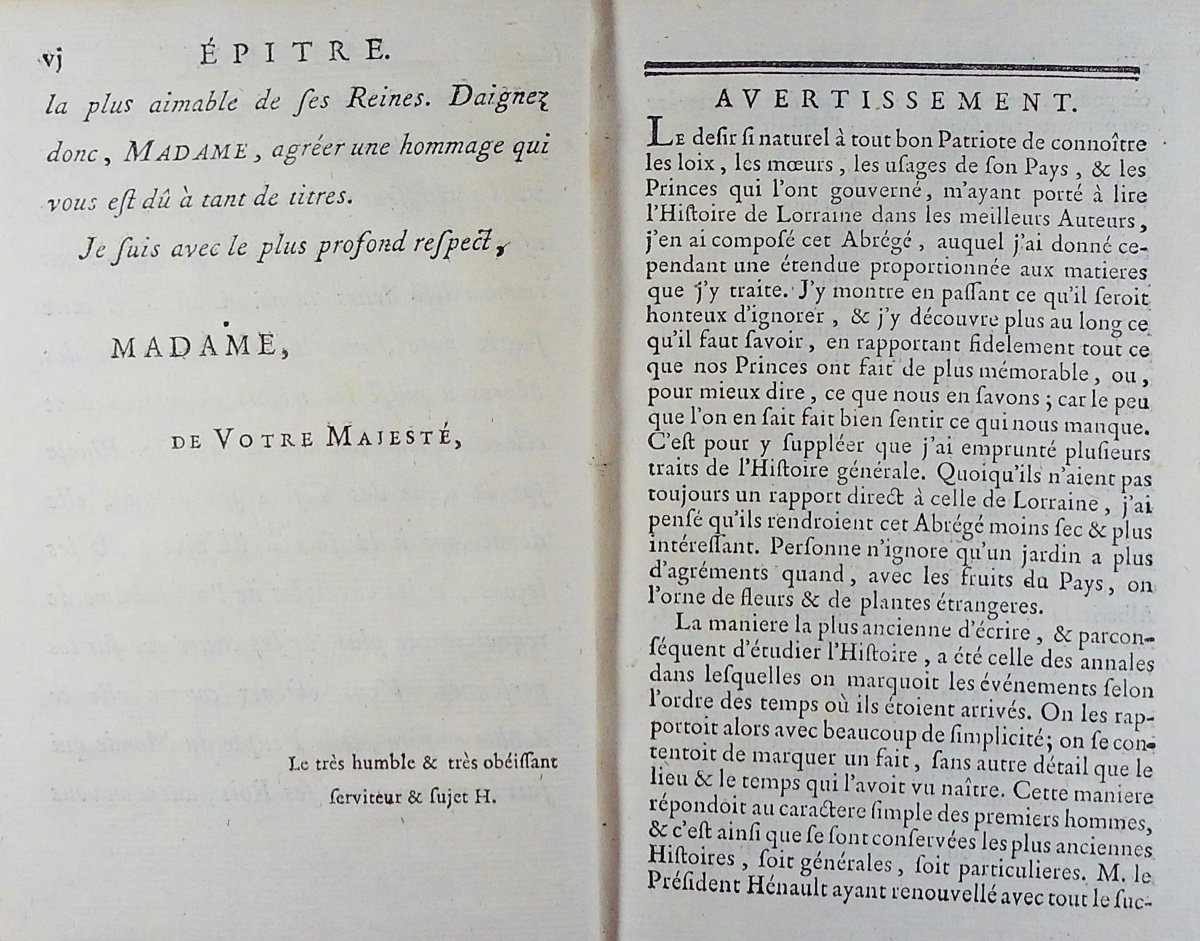 vj ÉPITRE.
la plus aimable de ſes Reines. Daignez
donc, MADAME, agréer une hommage qui
vous eſt dû à tant de titres.
Je ſuis avec le plus profond reſpect,
MADAME,
DE VOTRE MAJESTÉ,
Le très humble & très obéiſſant
ſerviteur & ſujet H.
AVERTISSEMENT.
LE deſir ſi naturel à tout bon Patriote de connoître
les loix, les mœurs, les uſages de ſon Pays, & les
Princes qui l'ont gouverné, m'ayant porté à lire
l'Hiſtoire de Lorraine dans les meilleurs Auteurs,
j'en ai compoſé cet Abrégé, auquel j'ai donné ce-
pendant une étendue proportionnée aux matieres
que j'y traite. J'y montre en paſſant ce qu'il ſeroit
honteux d'ignorer, & j'y découvre plus au long ce
qu'il faut ſavoir, en rapportant fidelement tout ce
que nos Princes ont fait de plus mémorable, ou,
pour mieux dire, ce que nous en ſavons; car le peu
que l'on en ſait fait bien ſentir ce qui nous manque.
C'eſt pour y ſuppléer que j'ai emprunté pluſieurs
traits de l'Hiſtoire générale. Quoiqu'ils n'aient pas
toujours un rapport direct à celle de Lorraine, j'ai
penſé qu'ils rendroient cet Abrégé moins ſec & plus
intéreſſant. Perſonne n'ignore qu'un jardin a plus
d'agréments quand, avec les fruits du Pays, on
l'orne de fleurs & de plantes étrangeres.
La maniere la plus ancienne d'écrire, & parcon-
ſéquent d'étudier l'Hiſtoire, a été celle des annales
dans leſquelles on marquoit les événements ſelon
l'ordre des temps où ils étoient arrivés. On les rap-
portoit alors avec beaucoup de ſimplicité; on ſe con-
tentoit de marquer un fait, ſans autre détail que le
lieu & le temps qui l'avoit vu naître. Cette maniere
répondoit au caractere ſimple des premiers hommes,
& c'eſt ainſi que ſe ſont conſervées les plus anciennes
Hiſtoires, ſoit générales, ſoit particulieres. M. le
Préſident Hénault ayant renouvellé avec tout le ſuc-